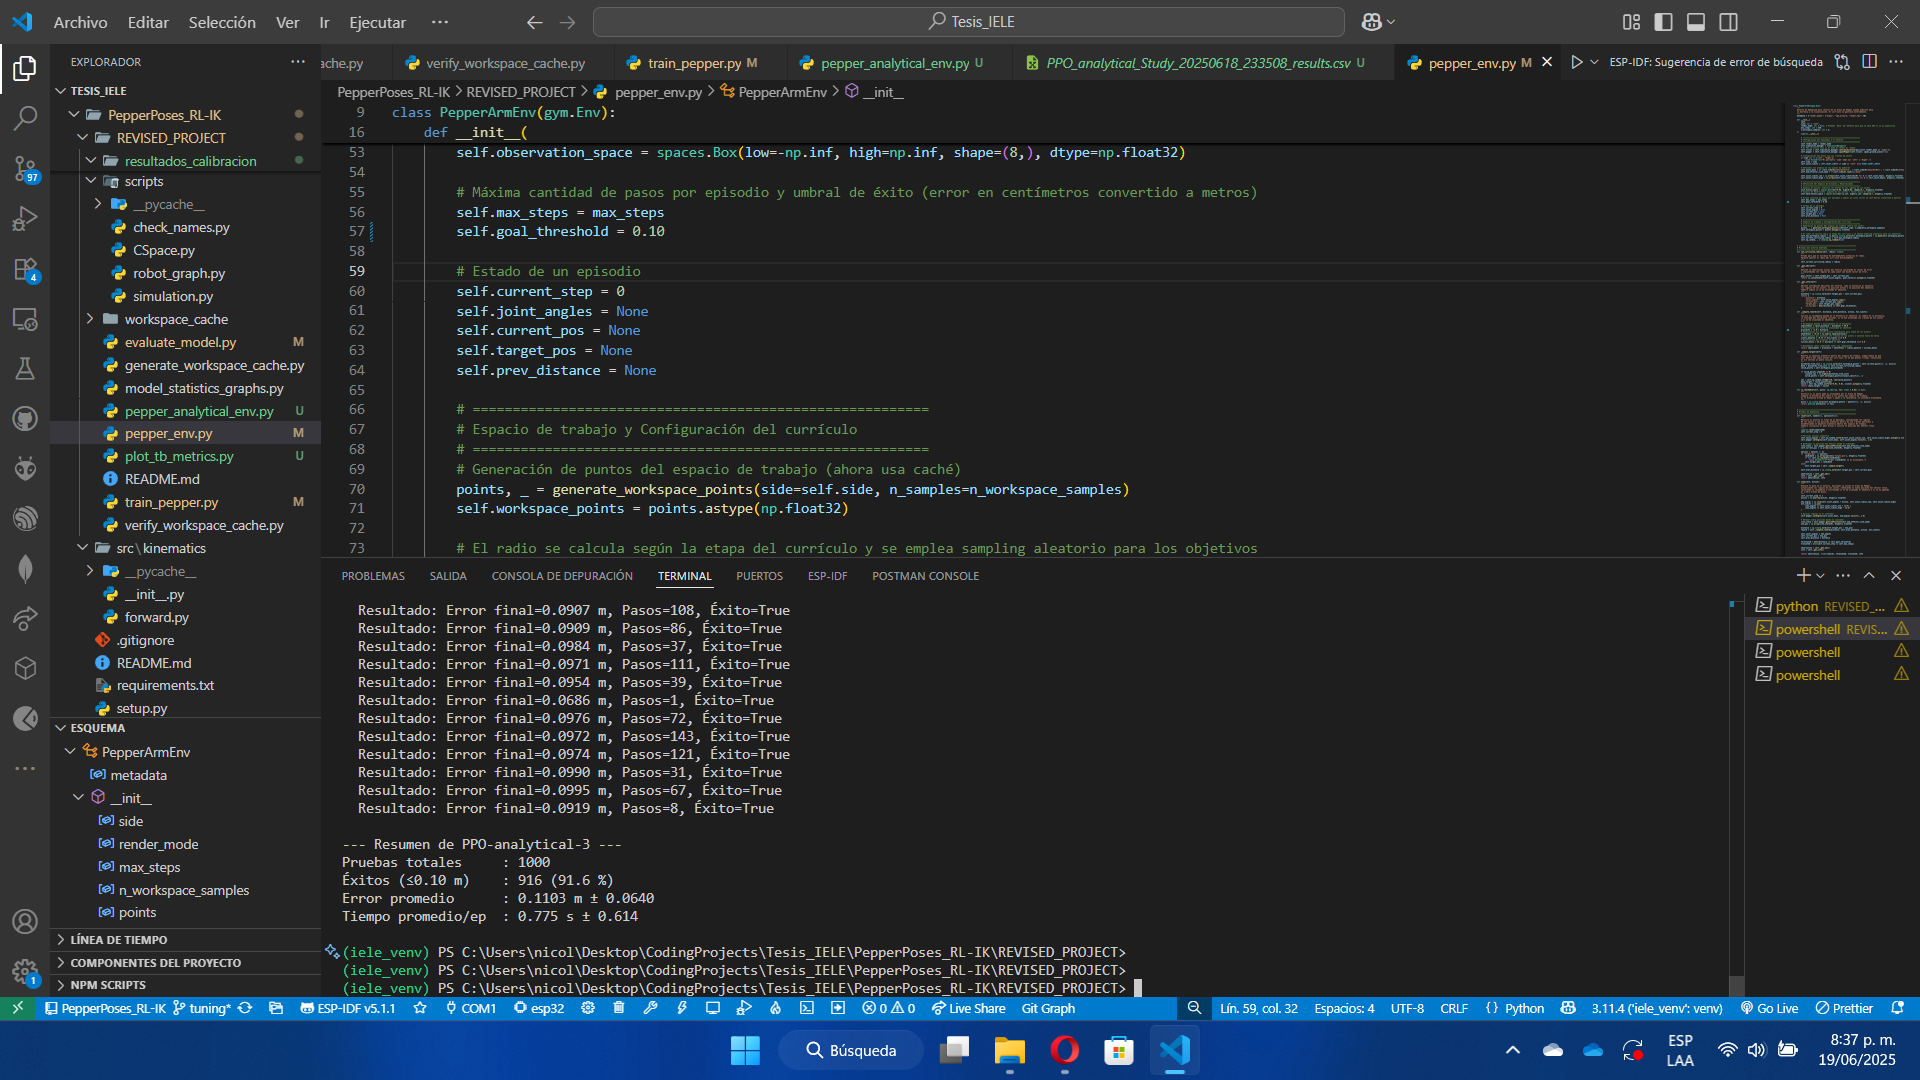 Archivo Editar Selección Ver Ir Ejecutar ··· Tesis_IELE
EXPLORADOR
TESIS_IELE
PepperPoses_RL-IK
REVISED_PROJECT
resultados_calibracion
scripts
__pycache__
check_names.py
CSpace.py
robot_graph.py
simulation.py
workspace_cache
evaluate_model.py M
generate_workspace_cache.py
model_statistics_graphs.py
pepper_analytical_env.py U
pepper_env.py M
plot_tb_metrics.py U
README.md
train_pepper.py M
verify_workspace_cache.py
src\kinematics
__pycache__
__init__.py
forward.py
.gitignore
README.md
requirements.txt
setup.py
ESQUEMA
PepperArmEnv
metadata
__init__
side
render_mode
max_steps
n_workspace_samples
points
LÍNEA DE TIEMPO
COMPONENTES DEL PROYECTO
NPM SCRIPTS
97
4
1
ache.py verify_workspace_cache.py train_pepper.py M pepper_analytical_env.py U PPO_analytical_Study_20250618_233508_results.csv U pepper_env.py M ESP-IDF: Sugerencia de error de búsqueda
PepperPoses_RL-IK > REVISED_PROJECT > pepper_env.py > PepperArmEnv > __init__
9 class PepperArmEnv(gym.Env):
16 def __init__(
53 self.observation_space = spaces.Box(low=-np.inf, high=np.inf, shape=(8,), dtype=np.float32)
54
55 # Máxima cantidad de pasos por episodio y umbral de éxito (error en centímetros convertido a metros)
56 self.max_steps = max_steps
57 self.goal_threshold = 0.10
58
59 # Estado de un episodio
60 self.current_step = 0
61 self.joint_angles = None
62 self.current_pos = None
63 self.target_pos = None
64 self.prev_distance = None
65
66 # =========================================================
67 # Espacio de trabajo y Configuración del currículo
68 # =========================================================
69 # Generación de puntos del espacio de trabajo (ahora usa caché)
70 points, _ = generate_workspace_points(side=self.side, n_samples=n_workspace_samples)
71 self.workspace_points = points.astype(np.float32)
72
73 # El radio se calcula según la etapa del currículo y se emplea sampling aleatorio para los objetivos
PROBLEMAS SALIDA CONSOLA DE DEPURACIÓN TERMINAL PUERTOS ESP-IDF POSTMAN CONSOLE
Resultado: Error final=0.0907 m, Pasos=108, Éxito=True
Resultado: Error final=0.0909 m, Pasos=86, Éxito=True
Resultado: Error final=0.0984 m, Pasos=37, Éxito=True
Resultado: Error final=0.0971 m, Pasos=111, Éxito=True
Resultado: Error final=0.0954 m, Pasos=39, Éxito=True
Resultado: Error final=0.0686 m, Pasos=1, Éxito=True
Resultado: Error final=0.0976 m, Pasos=72, Éxito=True
Resultado: Error final=0.0972 m, Pasos=143, Éxito=True
Resultado: Error final=0.0974 m, Pasos=121, Éxito=True
Resultado: Error final=0.0990 m, Pasos=31, Éxito=True
Resultado: Error final=0.0995 m, Pasos=67, Éxito=True
Resultado: Error final=0.0919 m, Pasos=8, Éxito=True
--- Resumen de PPO-analytical-3 ---
Pruebas totales : 1000
Éxitos (≤0.10 m) : 916 (91.6 %)
Error promedio : 0.1103 m ± 0.0640
Tiempo promedio/ep : 0.775 s ± 0.614
(iele_venv) PS C:\Users\nicol\Desktop\CodingProjects\Tesis_IELE\PepperPoses_RL-IK\REVISED_PROJECT>
(iele_venv) PS C:\Users\nicol\Desktop\CodingProjects\Tesis_IELE\PepperPoses_RL-IK\REVISED_PROJECT>
(iele_venv) PS C:\Users\nicol\Desktop\CodingProjects\Tesis_IELE\PepperPoses_RL-IK\REVISED_PROJECT>
python REVISED_...
powershell REVIS...
powershell
powershell
PepperPoses_RL-IK tuning* ESP-IDF v5.1.1 COM1 esp32 0 0 Live Share Git Graph Lín. 59, col. 32 Espacios: 4 UTF-8 CRLF { } Python 3.11.4 ('iele_venv': venv) Go Live Prettier
Búsqueda
ESP
LAA
8:37 p. m.
19/06/2025